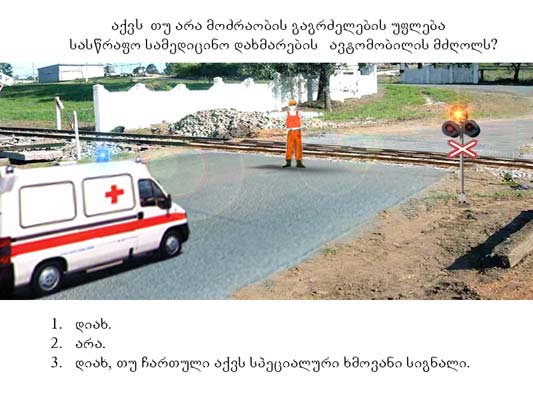 აქვს თუ არა მოძრაობის გაგრძელების უფლება
სასწრაფო სამედიცინო დახმარების ავტომობილის მძღოლს?
1. დიახ.
2. არა.
3. დიახ, თუ ჩართული აქვს სპეციალური ხმოვანი სიგნალი.